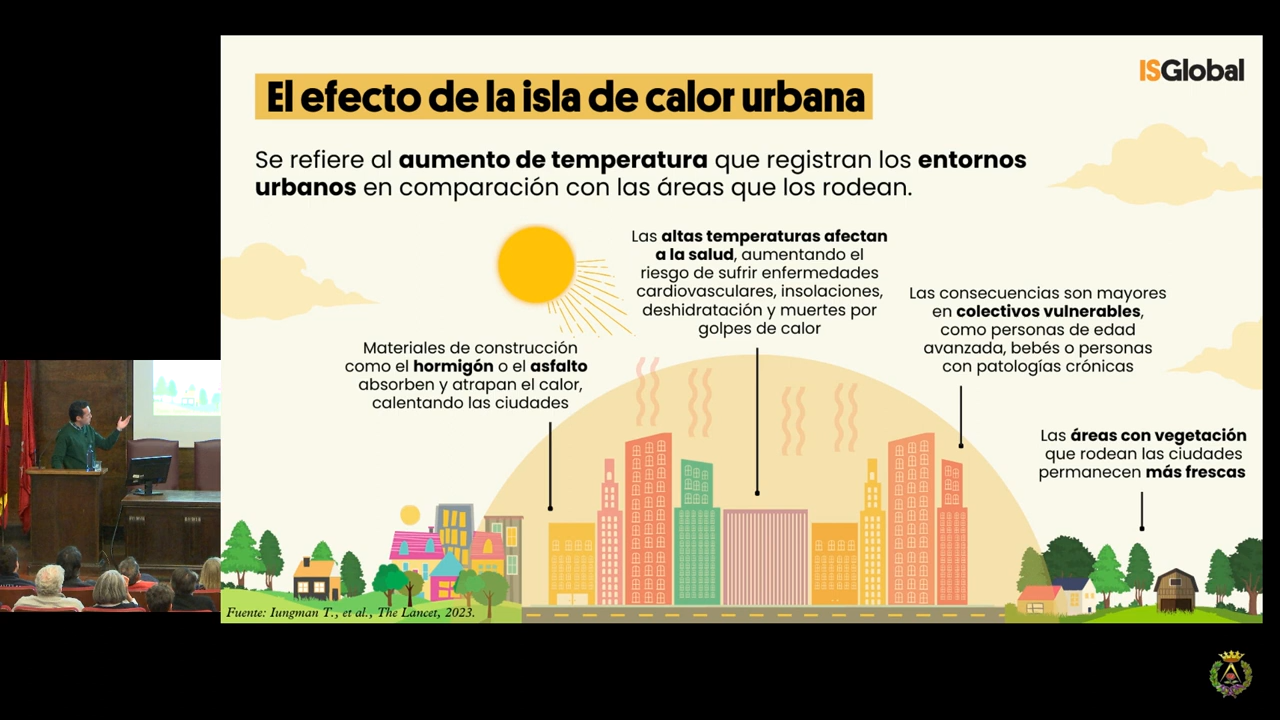 ISGlobal
El efecto de la isla de calor urbana
Se refiere al aumento de temperatura que registran los entornos
urbanos en comparación con las áreas que los rodean.
Las altas temperaturas afectan
a la salud, aumentando el
riesgo de sufrir enfermedades
cardiovasculares, insolaciones,
deshidratación y muertes por
golpes de calor
Las consecuencias son mayores
en colectivos vulnerables,
como personas de edad
avanzada, bebés o personas
con patologías crónicas
Materiales de construcción
como el hormigón o el asfalto
absorben y atrapan el calor,
calentando las ciudades
Las áreas con vegetación
que rodean las ciudades
permanecen más frescas
Fuente: Iungman T., et al., The Lancet, 2023.